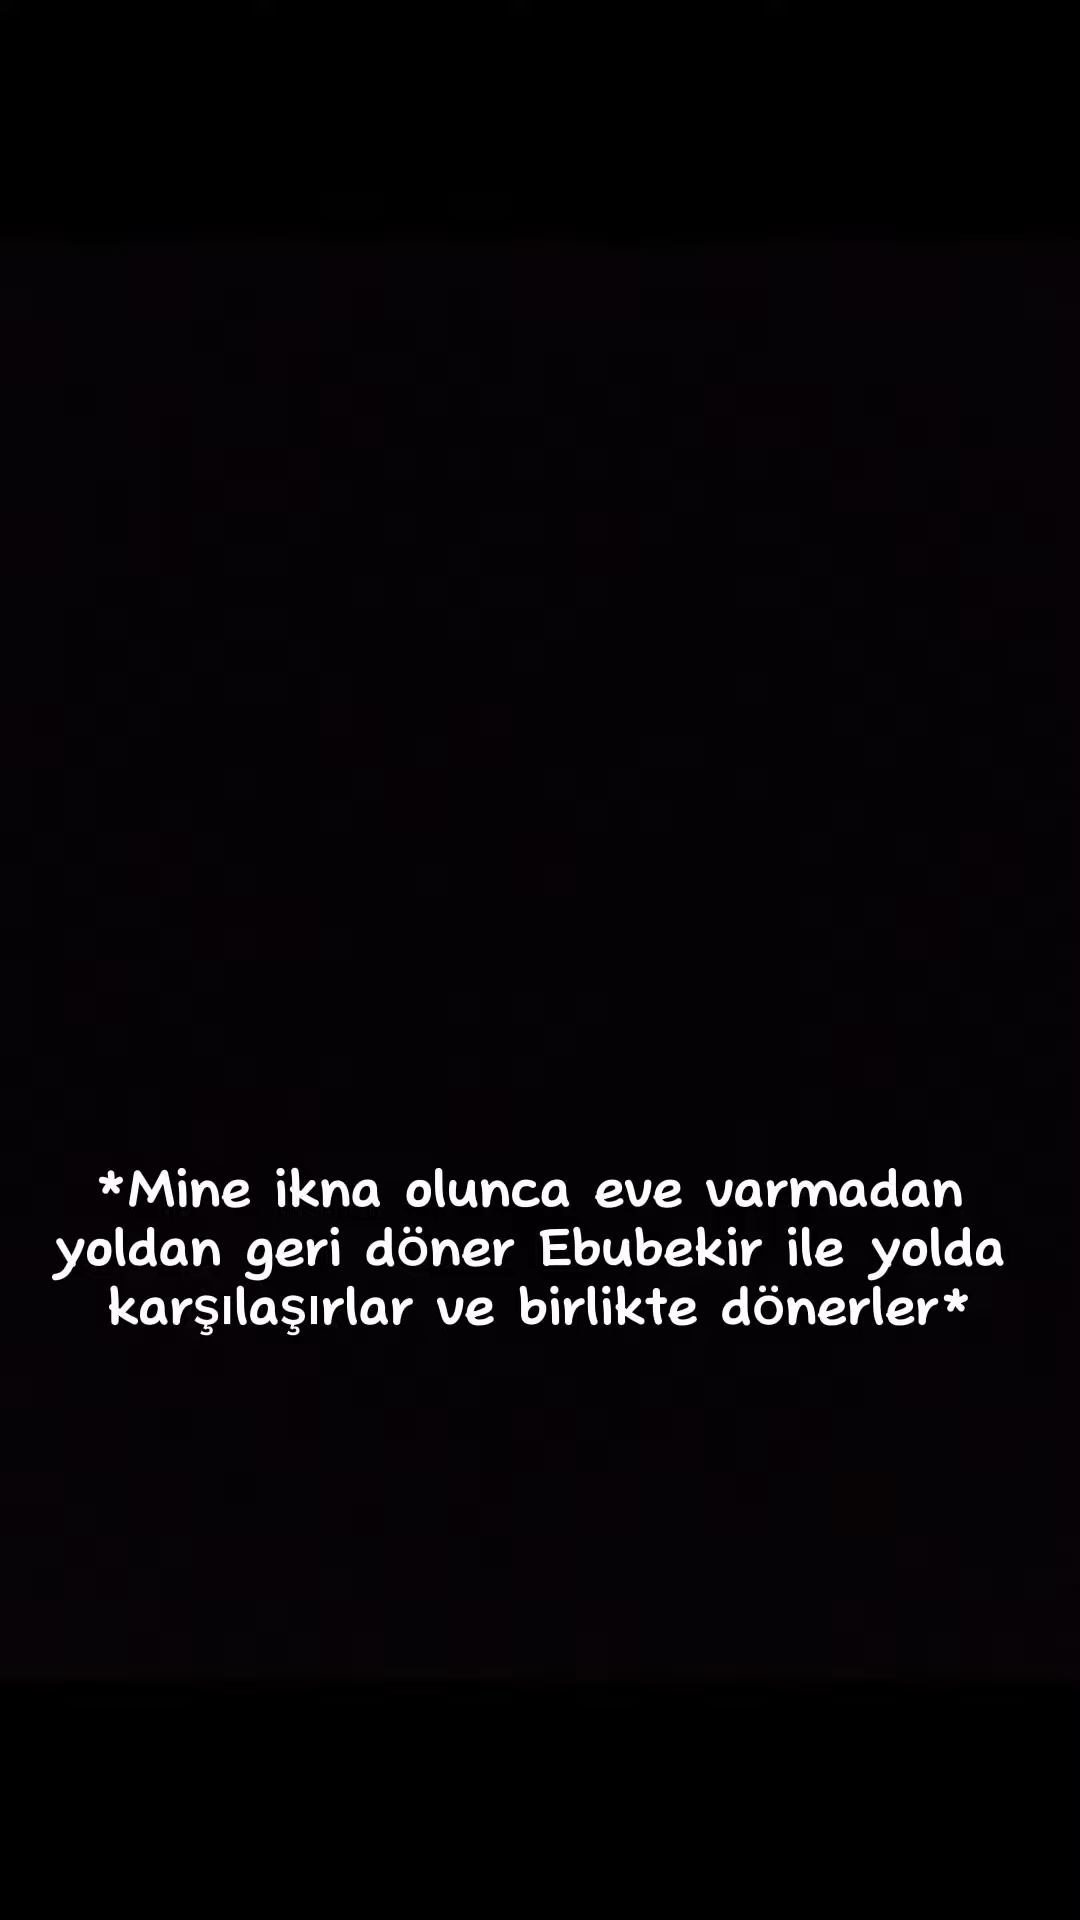 *Mine ikna olunca eve varmadan
yoldan geri döner Ebubekir ile yolda
karşılaşırlar ve birlikte dönerler*